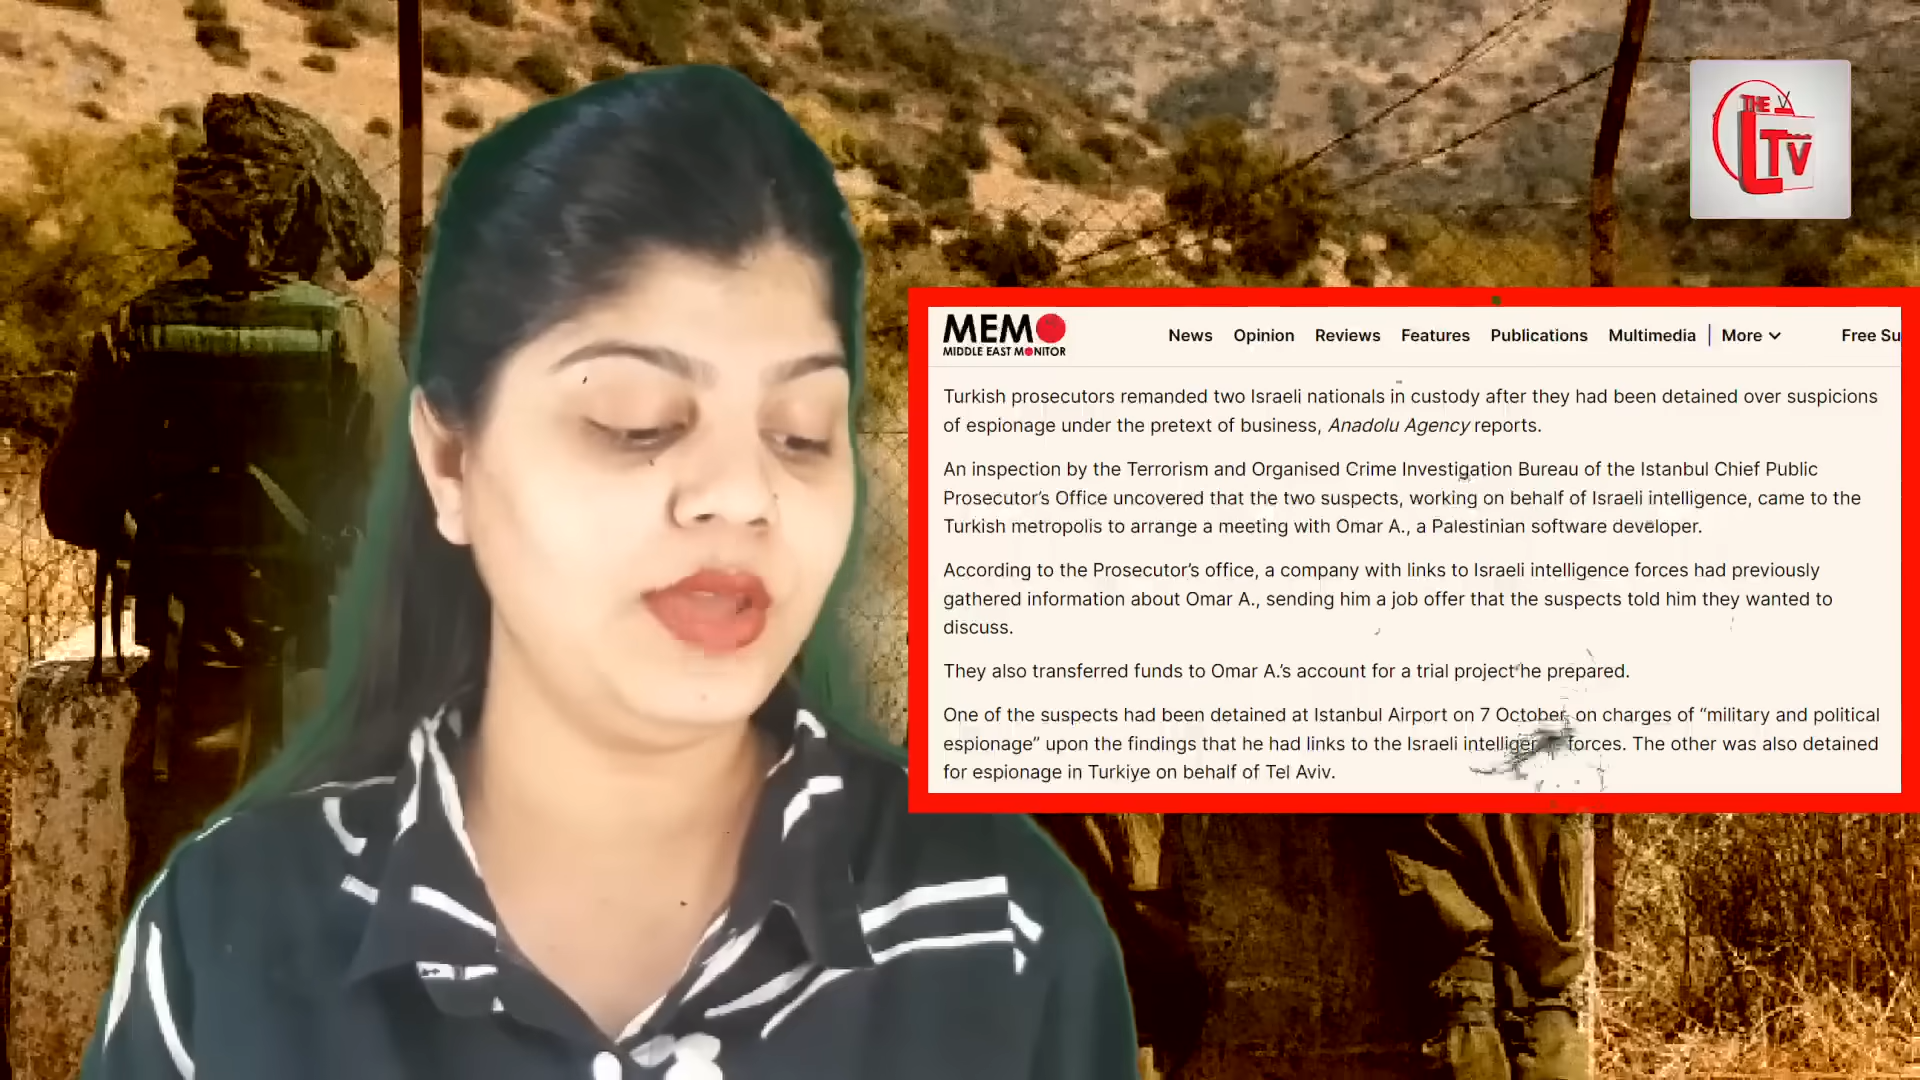 THE
LTV
MEMO
MIDDLE EAST MONITOR
News Opinion Reviews Features Publications Multimedia More Free Su
Turkish prosecutors remanded two Israeli nationals in custody after they had been detained over suspicions
of espionage under the pretext of business, Anadolu Agency reports.
An inspection by the Terrorism and Organised Crime Investigation Bureau of the Istanbul Chief Public
Prosecutor’s Office uncovered that the two suspects, working on behalf of Israeli intelligence, came to the
Turkish metropolis to arrange a meeting with Omar A., a Palestinian software developer.
According to the Prosecutor’s office, a company with links to Israeli intelligence forces had previously
gathered information about Omar A., sending him a job offer that the suspects told him they wanted to
discuss.
They also transferred funds to Omar A.’s account for a trial project he prepared.
One of the suspects had been detained at Istanbul Airport on 7 October, on charges of “military and political
espionage” upon the findings that he had links to the Israeli intelligence forces. The other was also detained
for espionage in Turkiye on behalf of Tel Aviv.